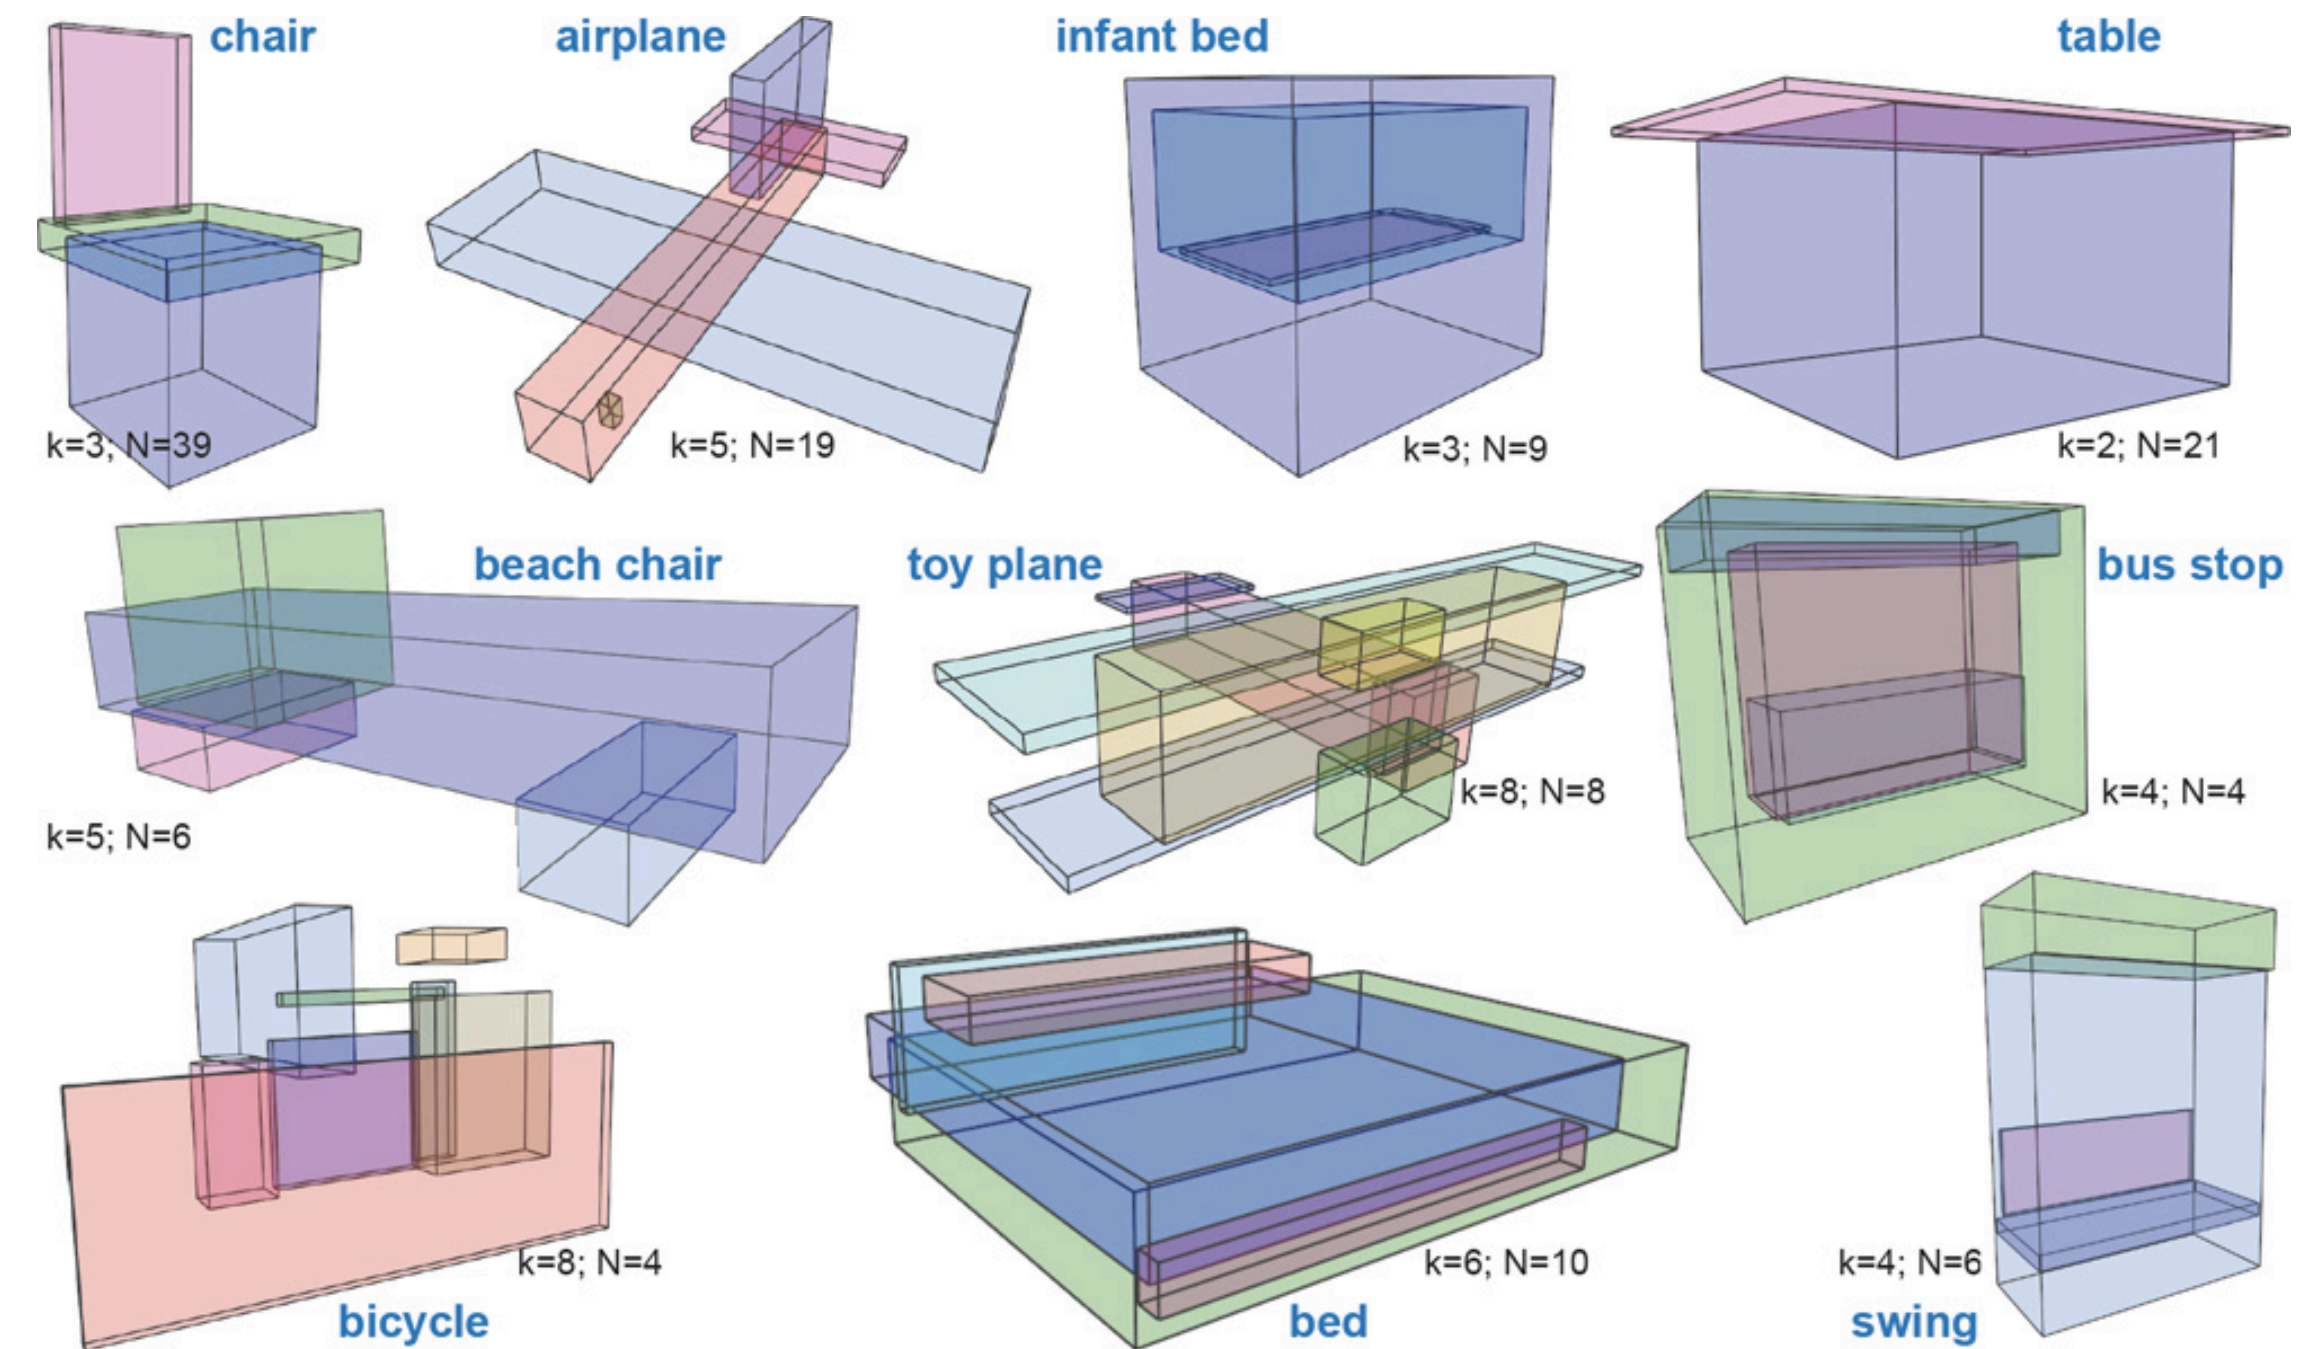 chair
airplane
infant bed
table
k=3; N=39
k=5; N=19
k=3; N=9
k=2; N=21
beach chair
toy plane
bus stop
k=5; N=6
k=8; N=8
k=4; N=4
k=8; N=4
k=6; N=10
k=4; N=6
bicycle
bed
swing